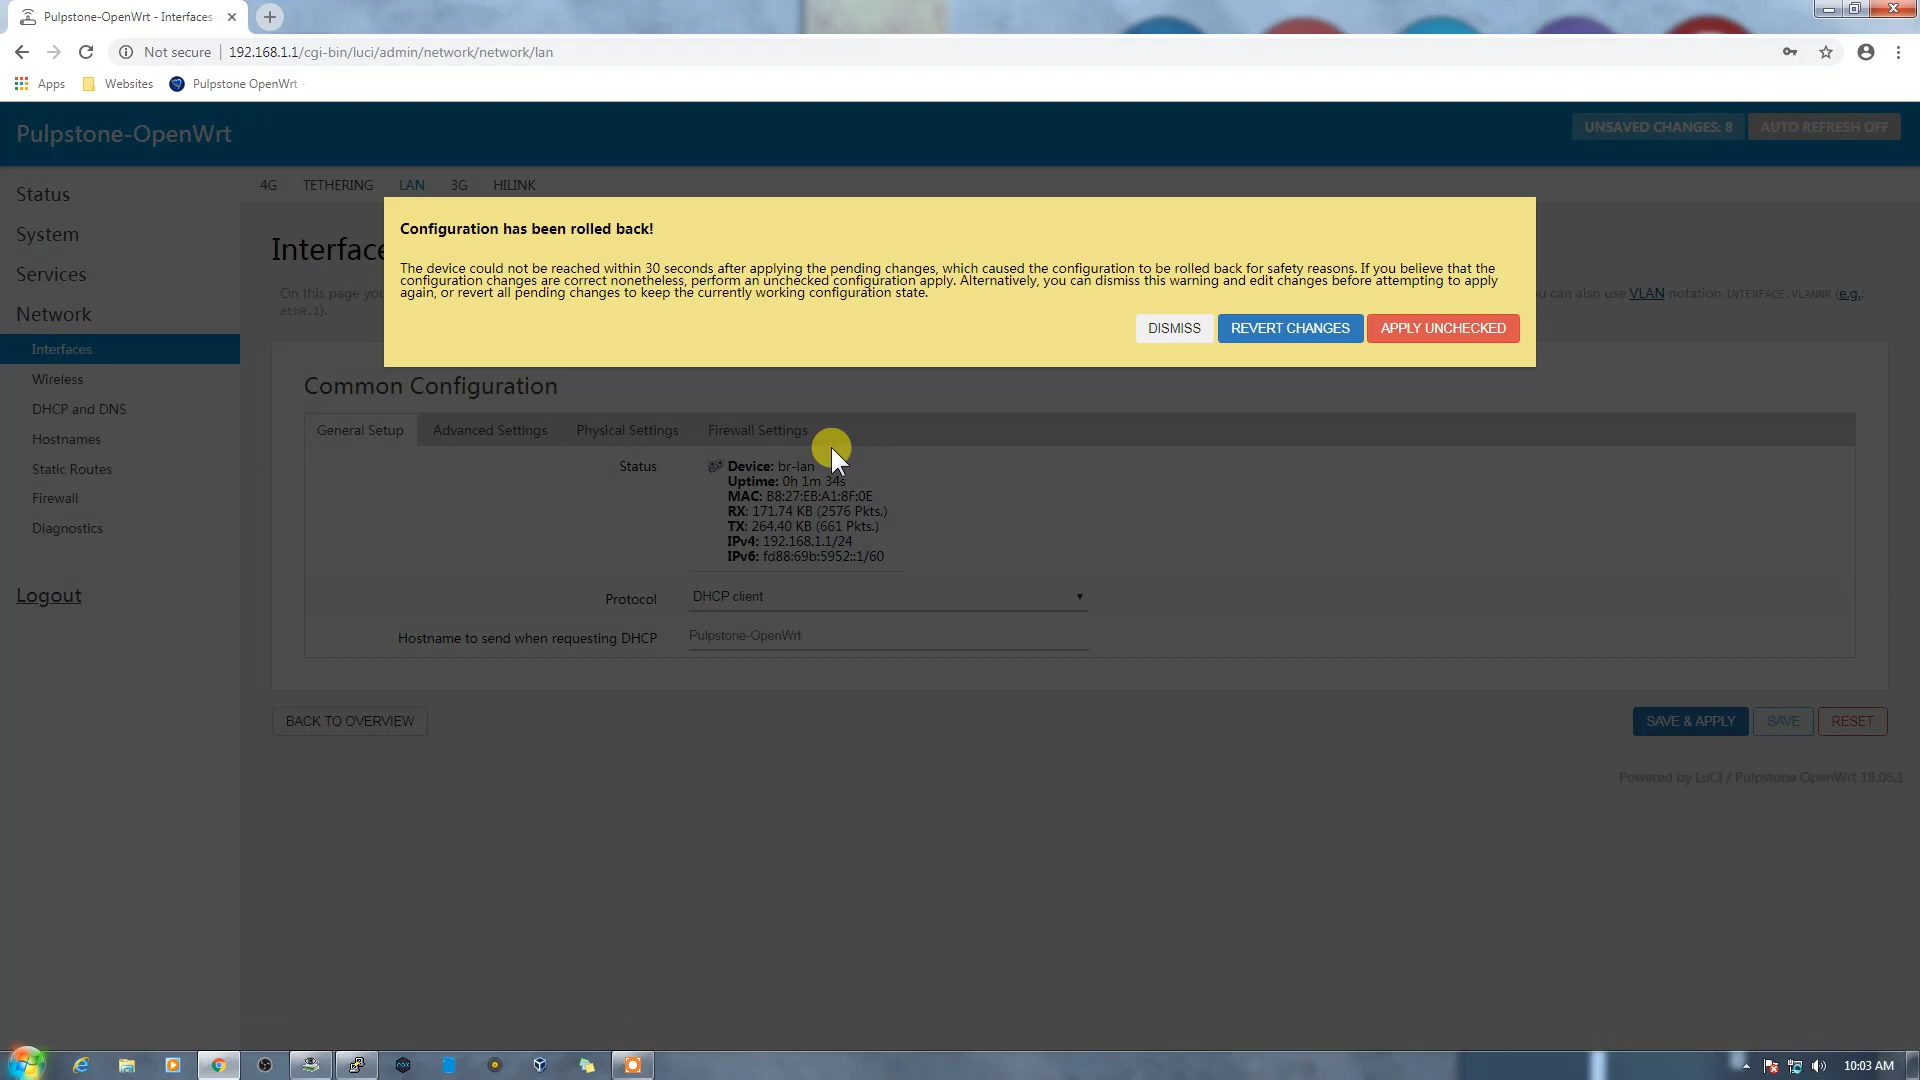 Pulpstone-OpenWrt - Interfaces
Not secure | 192.168.1.1/cgi-bin/luci/admin/network/network/lan
Apps Websites Pulpstone OpenWrt -
Pulpstone-OpenWrt
UNSAVED CHANGES: 8 AUTO REFRESH OFF
Status
System
Services
Network
Interfaces
Wireless
DHCP and DNS
Hostnames
Static Routes
Firewall
Diagnostics
Logout
4G TETHERING LAN 3G HILINK
Interface
On this page you
ou can also use VLAN notation INTERFACE.VLANNR (e.g.:
eth0.1).
Configuration has been rolled back!
The device could not be reached within 30 seconds after applying the pending changes, which caused the configuration to be rolled back for safety reasons. If you believe that the
configuration changes are correct nonetheless, perform an unchecked configuration apply. Alternatively, you can dismiss this warning and edit changes before attempting to apply
again, or revert all pending changes to keep the currently working configuration state.
DISMISS REVERT CHANGES APPLY UNCHECKED
Common Configuration
General Setup Advanced Settings Physical Settings Firewall Settings
Status
Device: br-lan
Uptime: 0h 1m 34s
MAC: B8:27:EB:A1:8F:0E
RX: 171.74 KB (2576 Pkts.)
TX: 264.40 KB (661 Pkts.)
IPv4: 192.168.1.1/24
IPv6: fd88:69b:5952::1/60
Protocol DHCP client
Hostname to send when requesting DHCP Pulpstone-OpenWrt
BACK TO OVERVIEW
SAVE & APPLY SAVE RESET
Powered by LuCI / Pulpstone OpenWrt 18.06.1
10:03 AM